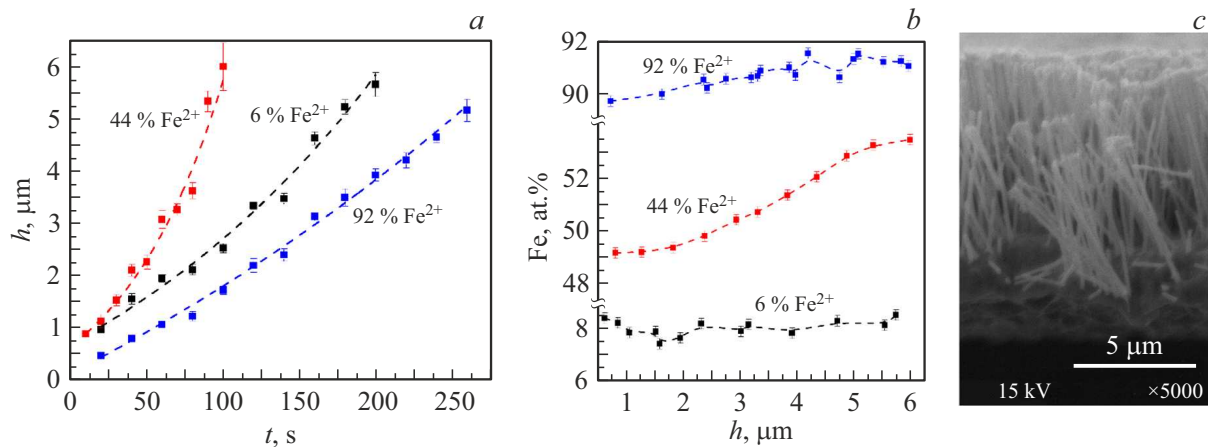 a
6
5
4
3
2
1
0
h, μm
44 % Fe²⁺
6 % Fe²⁺
92 % Fe²⁺
0 50 100 150 200 250
t, s
b
92
90
52
50
48
8
6
Fe, at.%
92 % Fe²⁺
44 % Fe²⁺
6 % Fe²⁺
1 2 3 4 5 6
h, μm
c
5 μm
15 kV ×5000